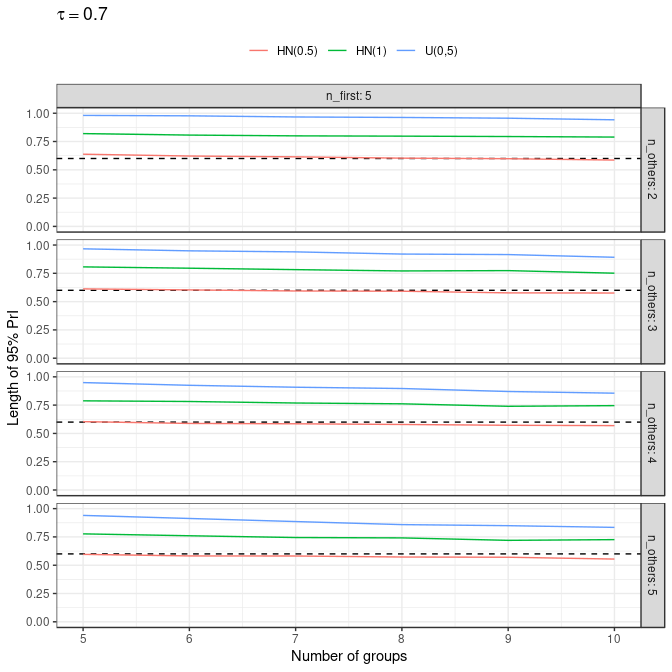 τ = 0.7
HN(0.5) HN(1) U(0,5)
n_first: 5
1.00
0.75
0.50
0.25
0.00
n_others: 2
1.00
0.75
0.50
0.25
0.00
n_others: 3
1.00
0.75
0.50
0.25
0.00
n_others: 4
1.00
0.75
0.50
0.25
0.00
n_others: 5
Length of 95% PrI
5 6 7 8 9 10
Number of groups